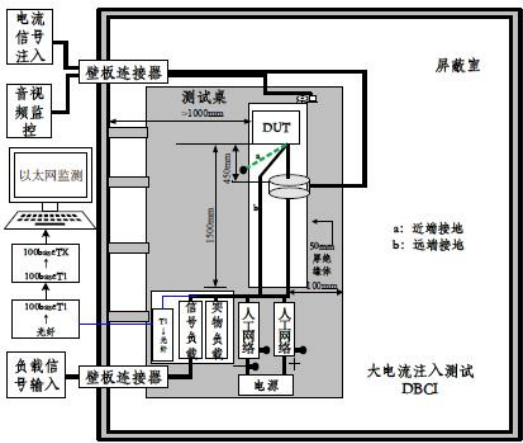 电流
信号
注入
音视
频监
控
壁板连接器
屏蔽室
测试桌
>1000mm
DUT
450mm
a
以太网监测
1500mm
b
50mm
厚绝
缘体
100mm
a: 近端接地
b: 远端接地
100baseTX
↑
100baseT1
100baseT1
↑
光纤
T1
↓
光纤
信号负载
实物负载
人工网络
人工网络
电源
负载信
号输入
壁板连接器
大电流注入测试
DBCI